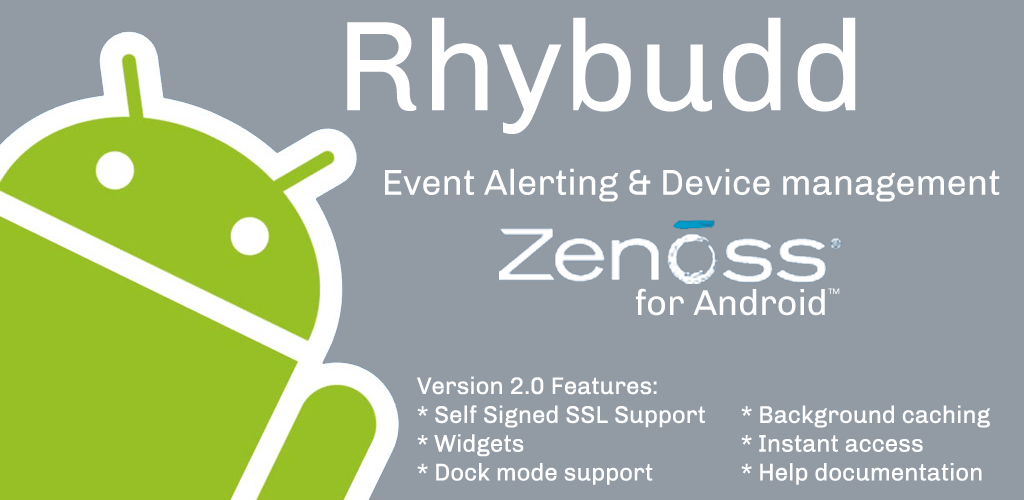 Rhybudd
Event Alerting & Device management
Zenōss®
for Android™
Version 2.0 Features:
* Self Signed SSL Support
* Widgets
* Dock mode support
* Background caching
* Instant access
* Help documentation